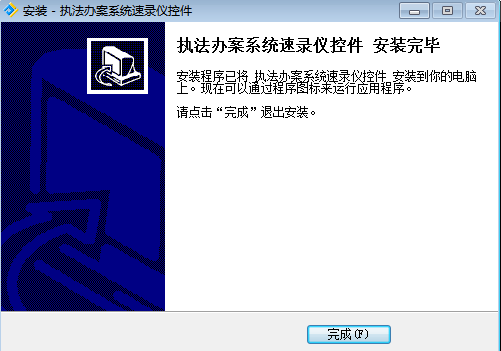 安装 - 执法办案系统速录仪控件
执法办案系统速录仪控件 安装完毕
安装程序已将 执法办案系统速录仪控件 安装到你的电脑
上。现在可以通过程序图标来运行应用程序。
请点击“完成”退出安装。
完成(F)